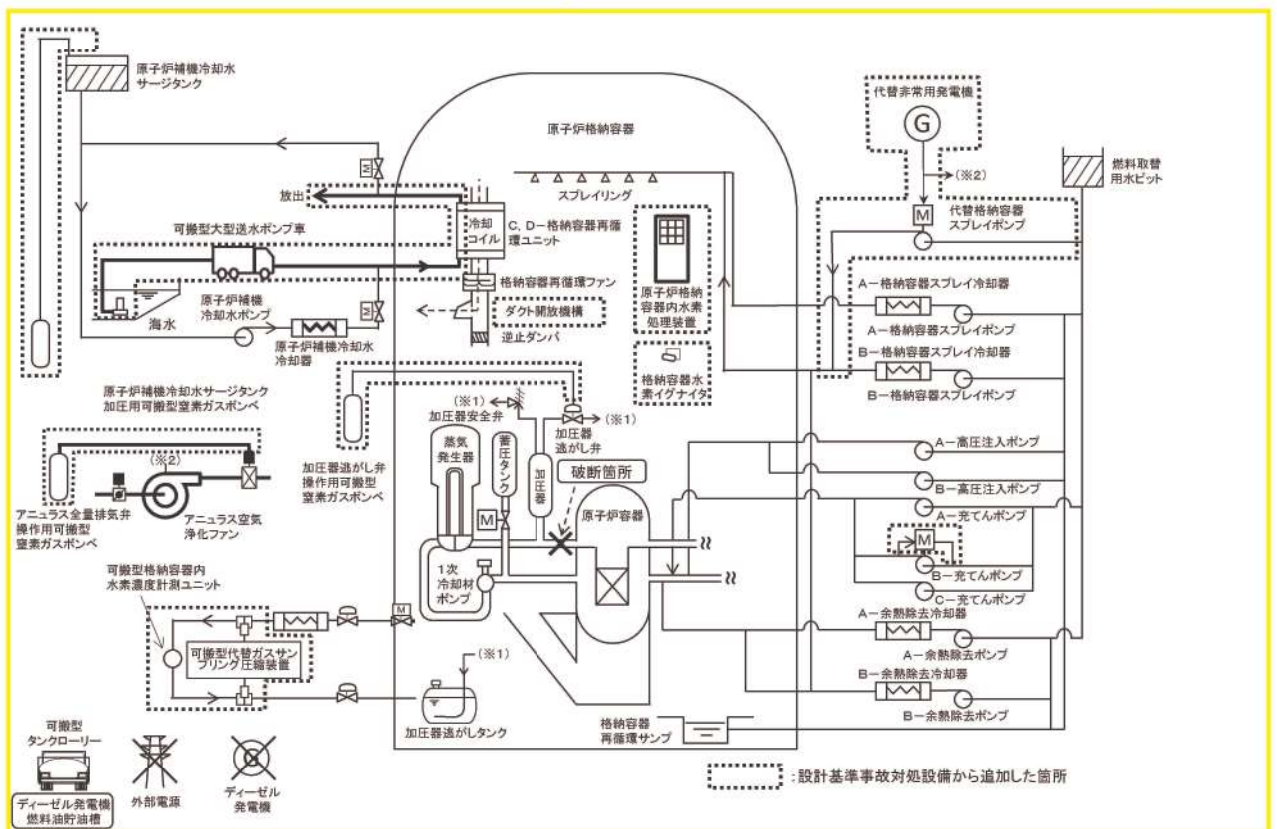 原子炉補機冷却水
サージタンク
放出
可搬型大型送水ポンプ車
海水
原子炉補機
冷却水ポンプ
原子炉補機冷却水
冷却器
原子炉補機冷却水サージタンク
加圧用可搬型窒素ガスボンベ
(※2)
アニュラス全量排気弁
操作用可搬型
窒素ガスボンベ
アニュラス空気
浄化ファン
可搬型格納容器内
水素濃度計測ユニット
可搬型代替ガスサン
プリング圧縮装置
可搬型
タンクローリー
ディーゼル発電機
燃料油貯油槽
外部電源
ディーゼル
発電機
M
M
原子炉格納容器
スプレイリング
冷却
コイル
C,D-格納容器再循
環ユニット
格納容器再循環ファン
ダクト開放機構
逆止ダンパ
原子炉格納
容器内水素
処理装置
格納容器水
素イグナイタ
(※1)
加圧器安全弁
(※1)
加圧器
逃がし弁
加圧器逃がし弁
操作用可搬型
窒素ガスボンベ
蒸気
発生器
蓄圧タンク
加圧器
破断箇所
原子炉容器
M
1次
冷却材
ポンプ
M
(※1)
加圧器逃がしタンク
格納容器
再循環サンプ
代替非常用発電機
G
(※2)
M
代替格納容器
スプレイポンプ
燃料取替
用水ピット
A-格納容器スプレイ冷却器
A-格納容器スプレイポンプ
B-格納容器スプレイ冷却器
B-格納容器スプレイポンプ
A-高圧注入ポンプ
B-高圧注入ポンプ
A-充てんポンプ
M
B-充てんポンプ
C-充てんポンプ
A-余熱除去冷却器
A-余熱除去ポンプ
B-余熱除去冷却器
B-余熱除去ポンプ
:設計基準事故対処設備から追加した箇所